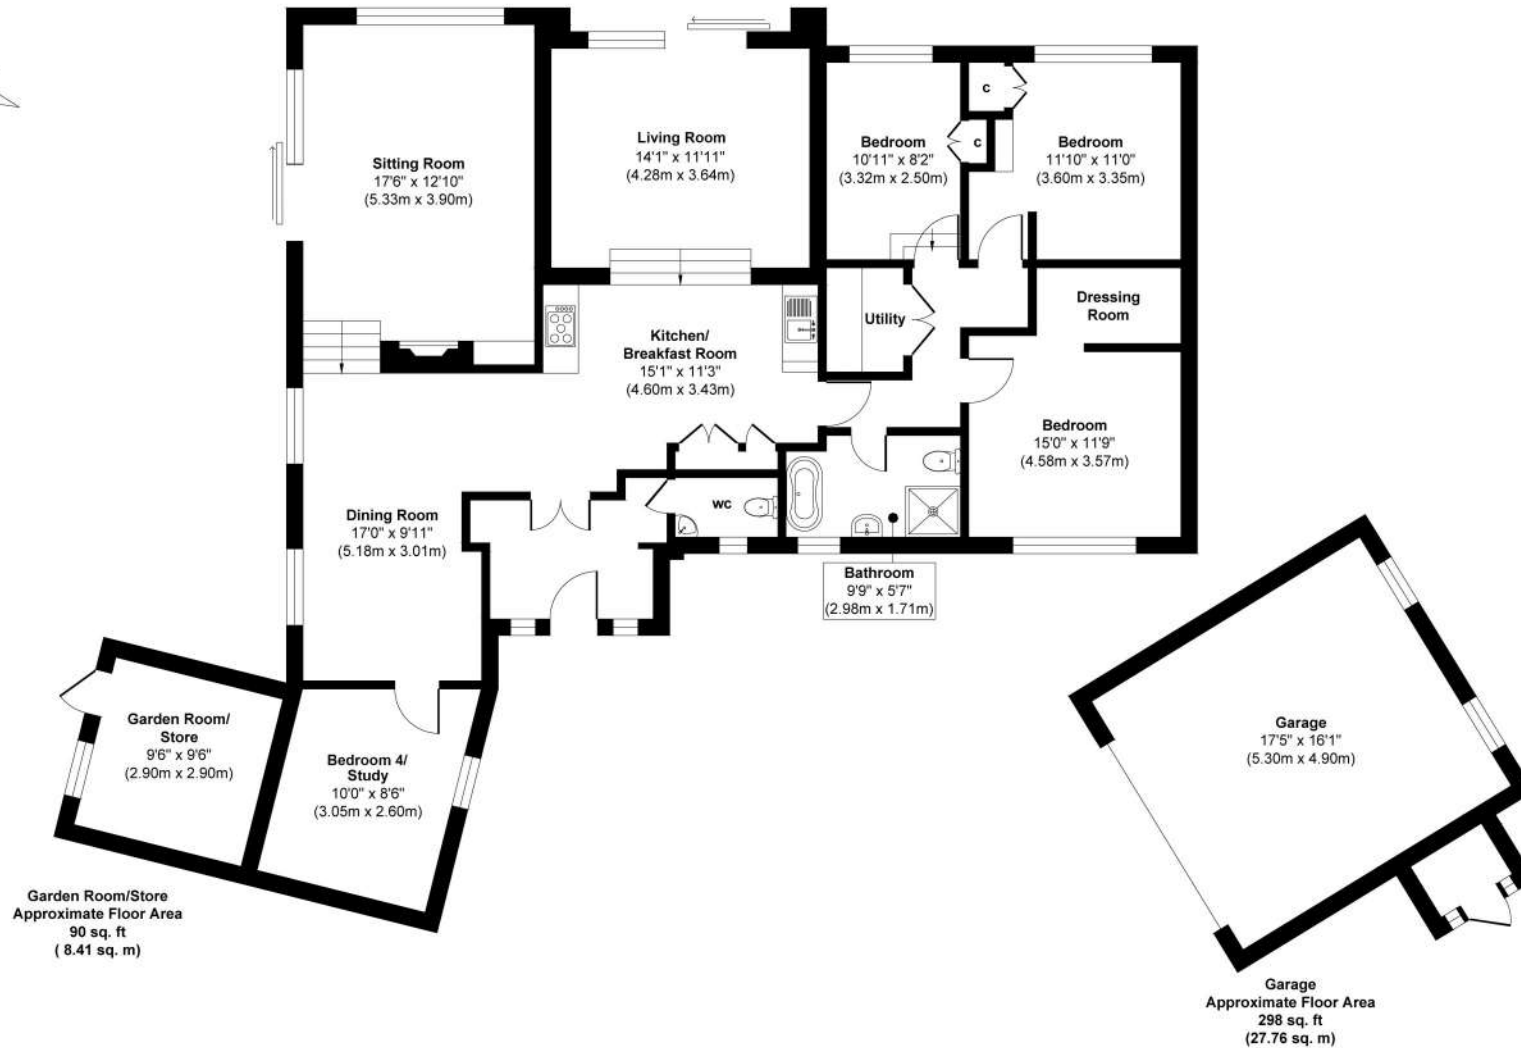 Sitting Room
17'6" x 12'10"
(5.33m x 3.90m)
Living Room
14'1" x 11'11"
(4.28m x 3.64m)
Bedroom
10'11" x 8'2"
(3.32m x 2.50m)
c
c
Bedroom
11'10" x 11'0"
(3.60m x 3.35m)
Kitchen/
Breakfast Room
15'1" x 11'3"
(4.60m x 3.43m)
Utility
Dressing
Room
Bedroom
15'0" x 11'9"
(4.58m x 3.57m)
Dining Room
17'0" x 9'11"
(5.18m x 3.01m)
wc
Bathroom
9'9" x 5'7"
(2.98m x 1.71m)
Garden Room/
Store
9'6" x 9'6"
(2.90m x 2.90m)
Bedroom 4/
Study
10'0" x 8'6"
(3.05m x 2.60m)
Garage
17'5" x 16'1"
(5.30m x 4.90m)
Garden Room/Store
Approximate Floor Area
90 sq. ft
( 8.41 sq. m)
Garage
Approximate Floor Area
298 sq. ft
(27.76 sq. m)